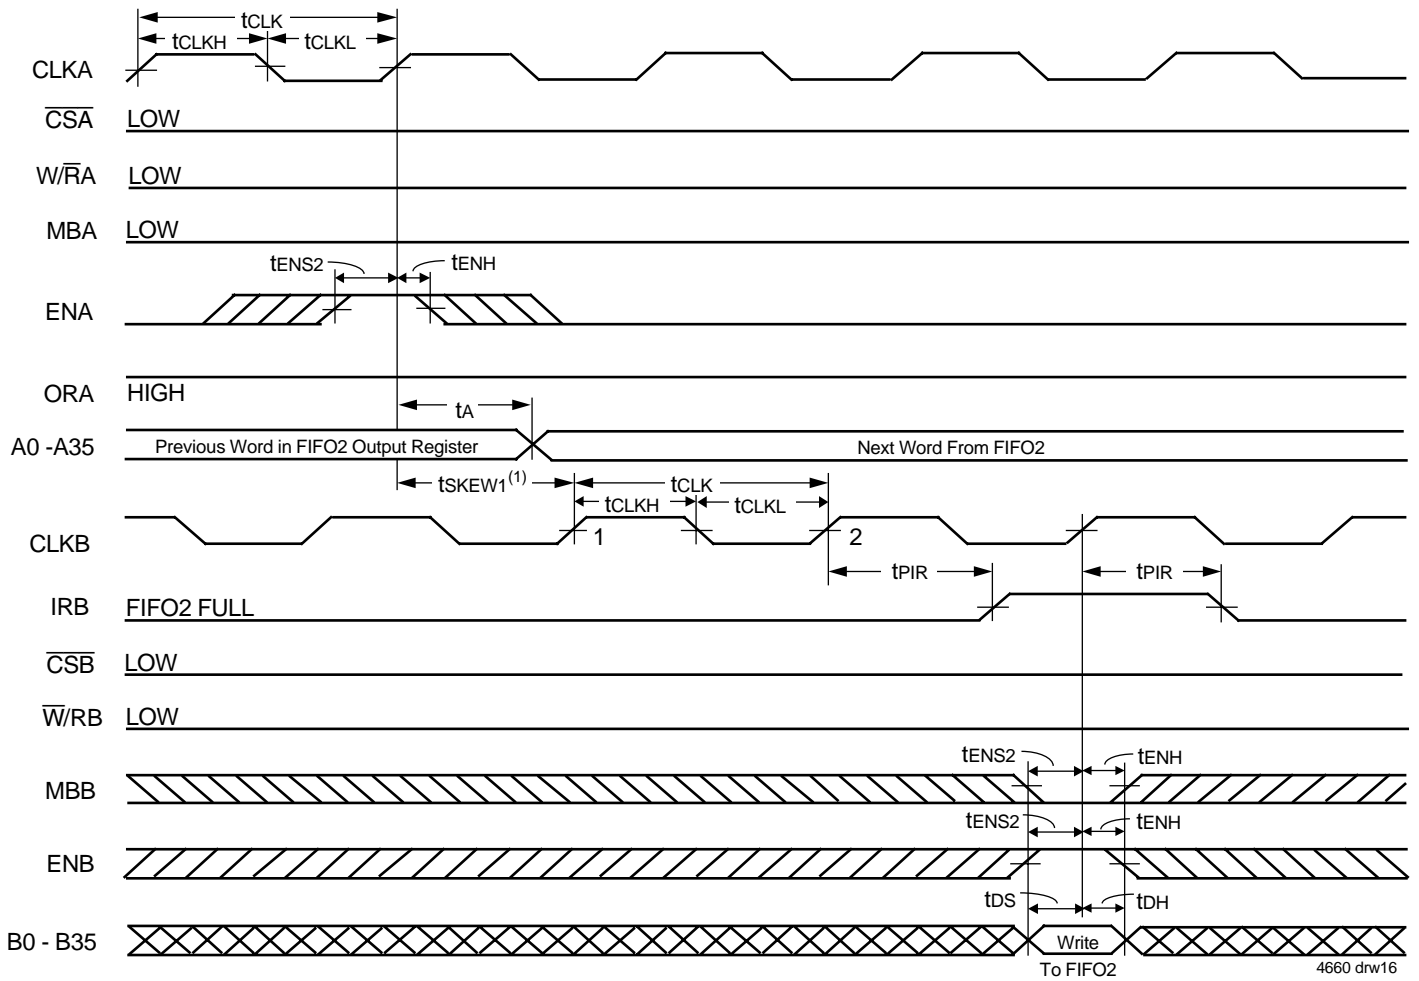 tCLK
tCLKH tCLKL
CLKA
CSA LOW
W/RA LOW
MBA LOW
tENS2 tENH
ENA
ORA HIGH
tA
A0 -A35 Previous Word in FIFO2 Output Register Next Word From FIFO2
tSKEW1(1) tCLK
tCLKH tCLKL
CLKB 1 2
tPIR tPIR
IRB FIFO2 FULL
CSB LOW
W/RB LOW
tENS2 tENH
MBB
tENS2 tENH
ENB
tDS tDH
B0 - B35 Write
To FIFO2 4660 drw16